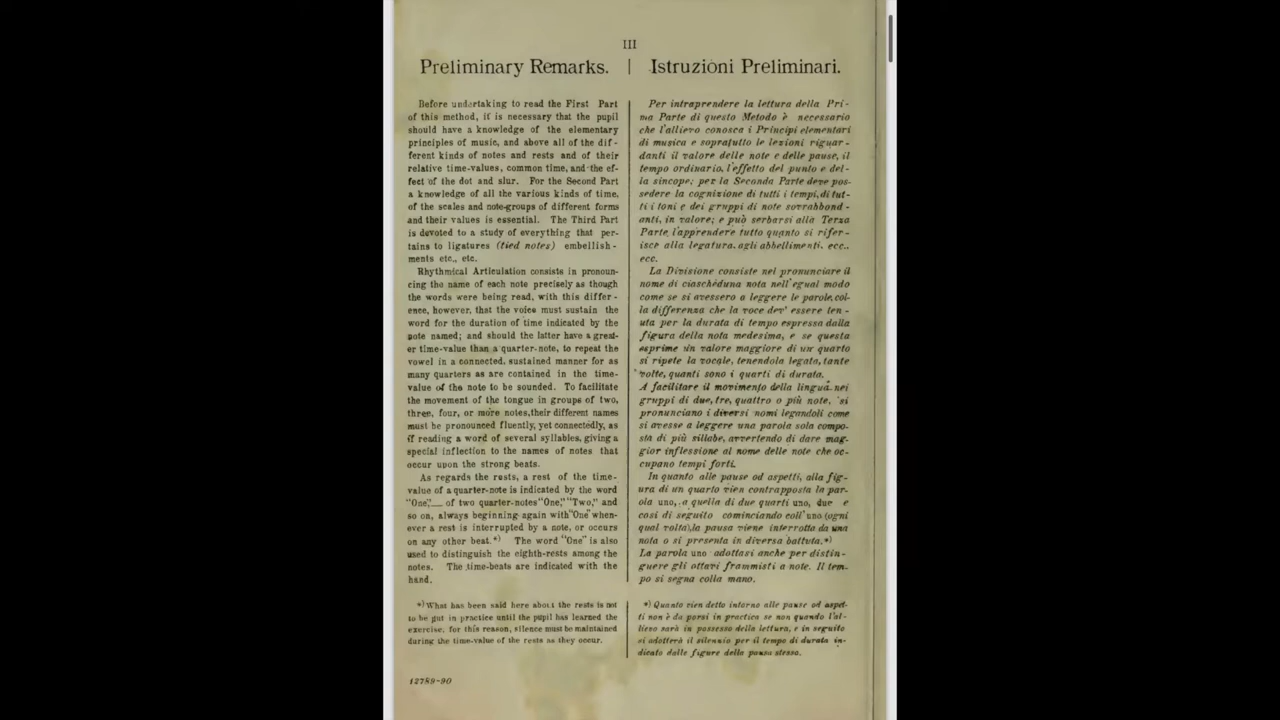 III
Preliminary Remarks.
Before undertaking to read the First Part
of this method, it is necessary that the pupil
should have a knowledge of the elementary
principles of music, and above all of the dif-
ferent kinds of notes and rests and of their
relative time-values, common time, and the ef-
fect of the dot and slur. For the Second Part
a knowledge of all the various kinds of time,
of the scales and note-groups of different forms
and their values is essential. The Third Part
is devoted to a study of everything that per-
tains to ligatures (tied notes) embellish-
ments etc., etc.
Rhythmical Articulation consists in pronoun-
cing the name of each note precisely as though
the words were being read, with this differ-
ence, however, that the voice must sustain the
word for the duration of time indicated by the
note named; and should the latter have a great-
er time-value than a quarter-note, to repeat the
vowel in a connected, sustained manner for as
many quarters as are contained in the time-
value of the note to be sounded. To facilitate
the movement of the tongue in groups of two,
three, four, or more notes, their different names
must be pronounced fluently, yet connectedly, as
if reading a word of several syllables, giving a
special inflection to the names of notes that
occur upon the strong beats.
As regards the rests, a rest of the time-
value of a quarter-note is indicated by the word
"One",— of two quarter-notes "One," "Two," and
so on, always beginning again with "One" when-
ever a rest is interrupted by a note, or occurs
on any other beat.*) The word "One" is also
used to distinguish the eighth-rests among the
notes. The time-beats are indicated with the
hand.
*) What has been said here about the rests is not
to be put in practice until the pupil has learned the
exercise, for this reason, silence must be maintained
during the time-value of the rests as they occur.
12789-90
Istruzioni Preliminari.
Per intraprendere la lettura della Pri-
ma Parte di questo Metodo è necessario
che l'allievo conosca i Principi elementari
di musica e sopratutto le lezioni riguar-
danti il valore delle note e delle pause, il
tempo ordinario, l'effetto del punto e del-
la sincope; per la Seconda Parte deve pos-
sedere la cognizione di tutti i tempi, di tut-
ti i toni e dei gruppi di note sovrabbond-
anti, in valore; e può serbarsi alla Terza
Parte, l'apprendere tutto quanto si rifer-
isce alla legatura, agli abbellimenti, ecc..
ecc.
La Divisione consiste nel pronunciare il
nome di ciascheduna nota nell'egual modo
come se si avessero a leggere le parole, col-
la differenza che la voce dev' essere ten-
uta per la durata di tempo espressa dalla
figura della nota medesima, e se questa
esprime un valore maggiore di un quarto
si ripete la vocale, tenendola legata, tante
volte, quanti sono i quarti di durata.
A facilitare il movimento della lingua nei
gruppi di due, tre, quattro o più note, si
pronunciano i diversi nomi legandoli come
si avesse a leggere una parola sola compo-
sta di più sillabe, avvertendo di dare mag-
gior inflessione al nome delle note che oc-
cupano tempi forti.
In quanto alle pause od aspetti, alla fig-
ura di un quarto vien contrapposta la par-
ola uno, a quella di due quarti uno, due e
cosi di seguito cominciando coll' uno (ogni
qual volta), la pausa viene interrotta da una
nota o si presenta in diversa battuta.*)
La parola uno adottasi anche per distin-
guere gli ottavi frammisti a note. Il tem-
po si segna colla mano.
*) Quanto vien detto intorno alle pause od aspet-
ti non è da porsi in practica se non quando l'al-
lievo sarà in possesso della lettura, e in seguito
si adotterà il silenzio per il tempo di durata in-
dicato dalle figure della pausa stesso.